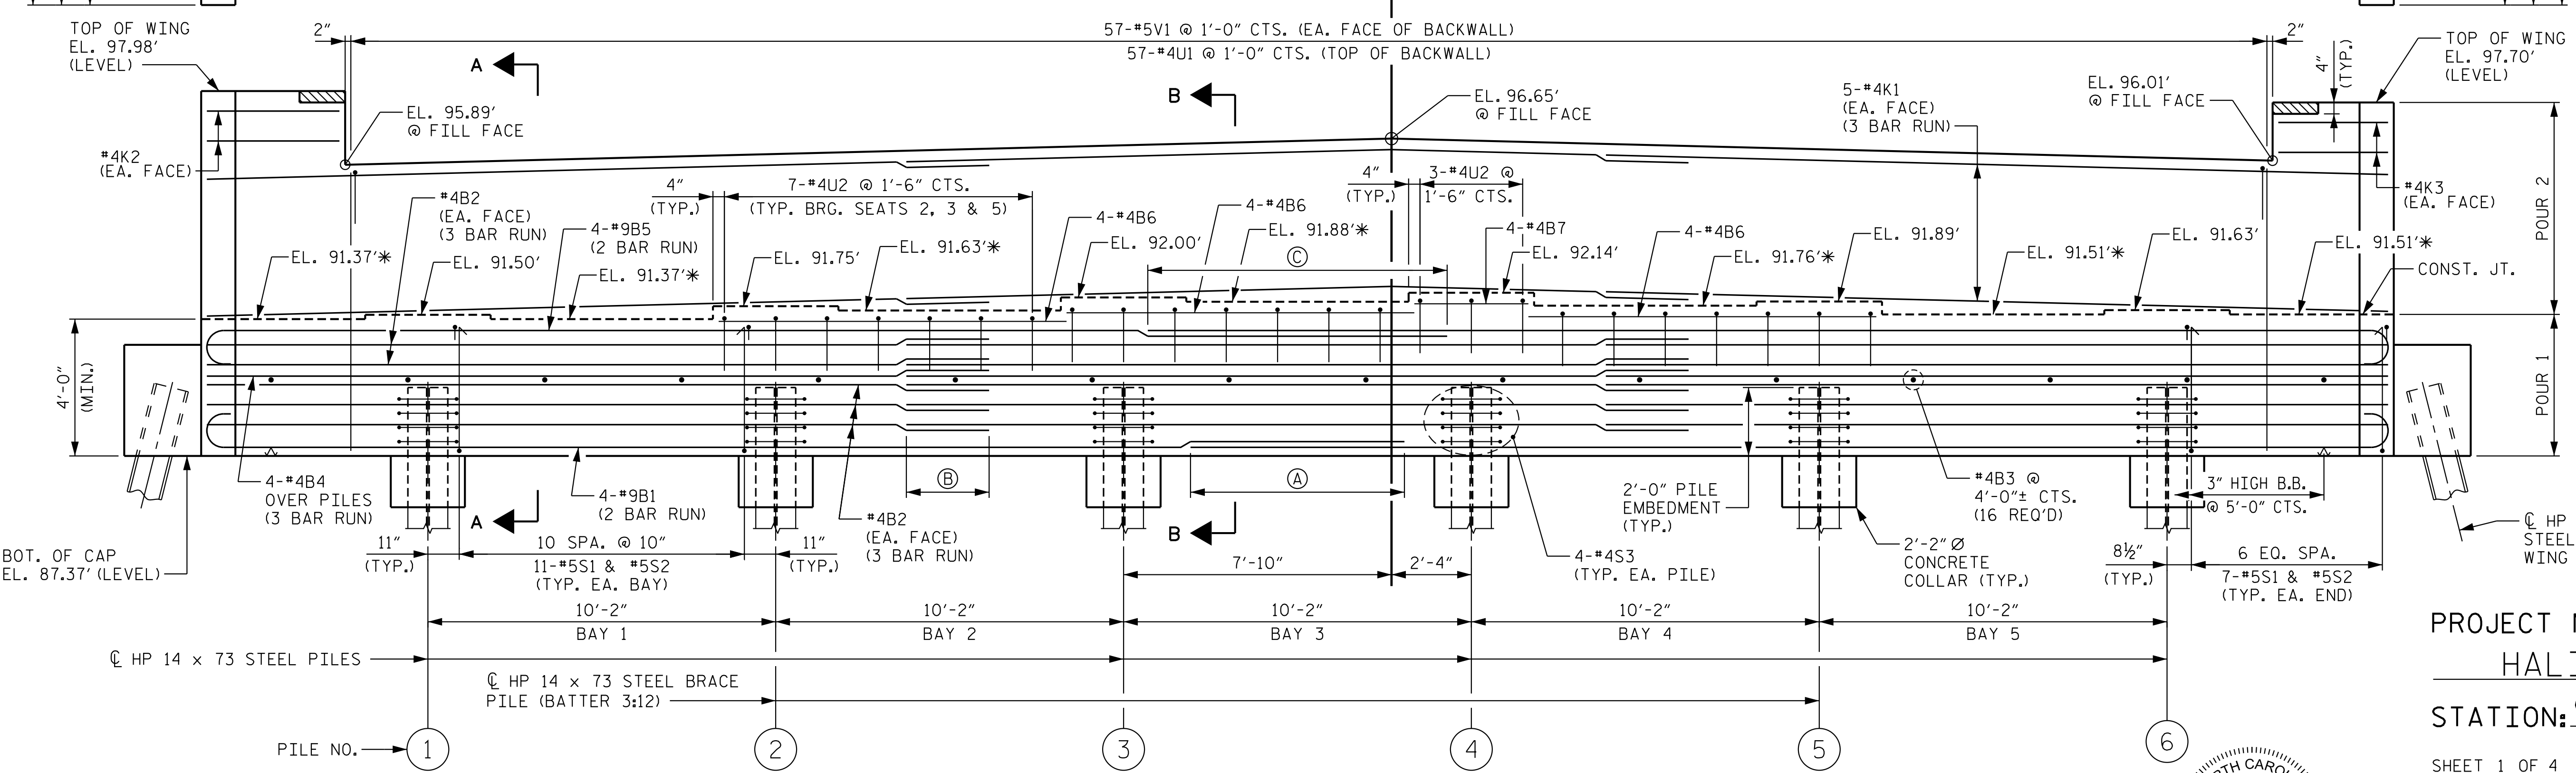 TOP OF WING
EL. 97.98'
(LEVEL)
2"
57-#5V1 @ 1'-0" CTS. (EA. FACE OF BACKWALL)
57-#4U1 @ 1'-0" CTS. (TOP OF BACKWALL)
2"
4"
(TYP.)
TOP OF WING
EL. 97.70'
(LEVEL)
A
B
EL. 95.89'
@ FILL FACE
EL. 96.65'
@ FILL FACE
5-#4K1
(EA. FACE)
(3 BAR RUN)
EL. 96.01'
@ FILL FACE
#4K2
(EA. FACE)
#4B2
(EA. FACE)
(3 BAR RUN)
4"
(TYP.)
7-#4U2 @ 1'-6" CTS.
(TYP. BRG. SEATS 2, 3 & 5)
4"
(TYP.)
3-#4U2 @
1'-6" CTS.
#4K3
(EA. FACE)
POUR 2
4-#9B5
(2 BAR RUN)
4-#4B6
4-#4B6
4-#4B7
4-#4B6
EL. 91.37'*
EL. 91.50'
EL. 91.37'*
EL. 91.75'
EL. 91.63'*
EL. 92.00'
EL. 91.88'*
C
EL. 92.14'
EL. 91.76'*
EL. 91.89'
EL. 91.51'*
EL. 91.63'
EL. 91.51'*
CONST. JT.
4'-0"
(MIN.)
POUR 1
4-#4B4
OVER PILES
(3 BAR RUN)
A
4-#9B1
(2 BAR RUN)
#4B2
(EA. FACE)
(3 BAR RUN)
B
A
B
2'-0" PILE
EMBEDMENT
(TYP.)
#4B3 @
4'-0"± CTS.
(16 REQ'D)
3" HIGH B.B.
@ 5'-0" CTS.
BOT. OF CAP
EL. 87.37' (LEVEL)
11"
(TYP.)
10 SPA. @ 10"
11-#5S1 & #5S2
(TYP. EA. BAY)
11"
(TYP.)
7'-10"
2'-4"
4-#4S3
(TYP. EA. PILE)
2'-2" Ø
CONCRETE
COLLAR (TYP.)
8½"
(TYP.)
6 EQ. SPA.
7-#5S1 & #5S2
(TYP. EA. END)
℄ HP
STEEL
WING
10'-2"
BAY 1
10'-2"
BAY 2
10'-2"
BAY 3
10'-2"
BAY 4
10'-2"
BAY 5
℄ HP 14 x 73 STEEL PILES
℄ HP 14 x 73 STEEL BRACE
PILE (BATTER 3:12)
PILE NO.
1
2
3
4
5
6
PROJECT
HALI
STATION:
SHEET 1 OF 4